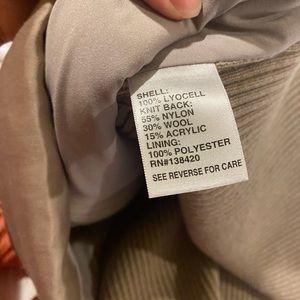 SHELL:
100% LYOCELL
KNIT BACK:
55% NYLON
30% WOOL
15% ACRYLIC
LINING:
100% POLYESTER
RN#138420
SEE REVERSE FOR CARE